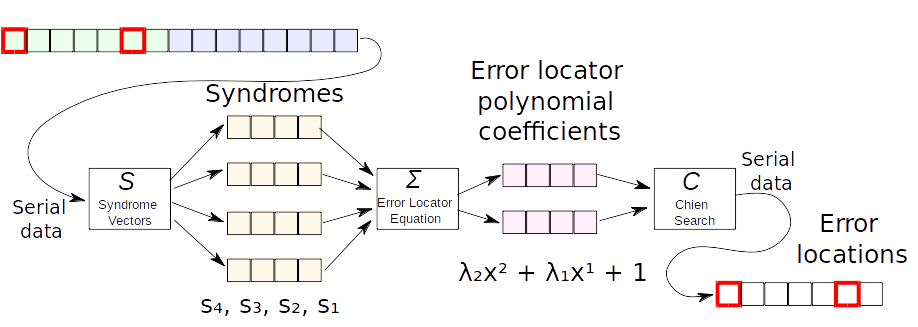 Syndromes
Error locator
polynomial
coefficients
S
Syndrome
Vectors
Σ
Error Locator
Equation
C
Chien
Search
Serial
data
Serial
data
Error
locations
λ₂x² + λ₁x¹ + 1
s₄, s₃, s₂, s₁